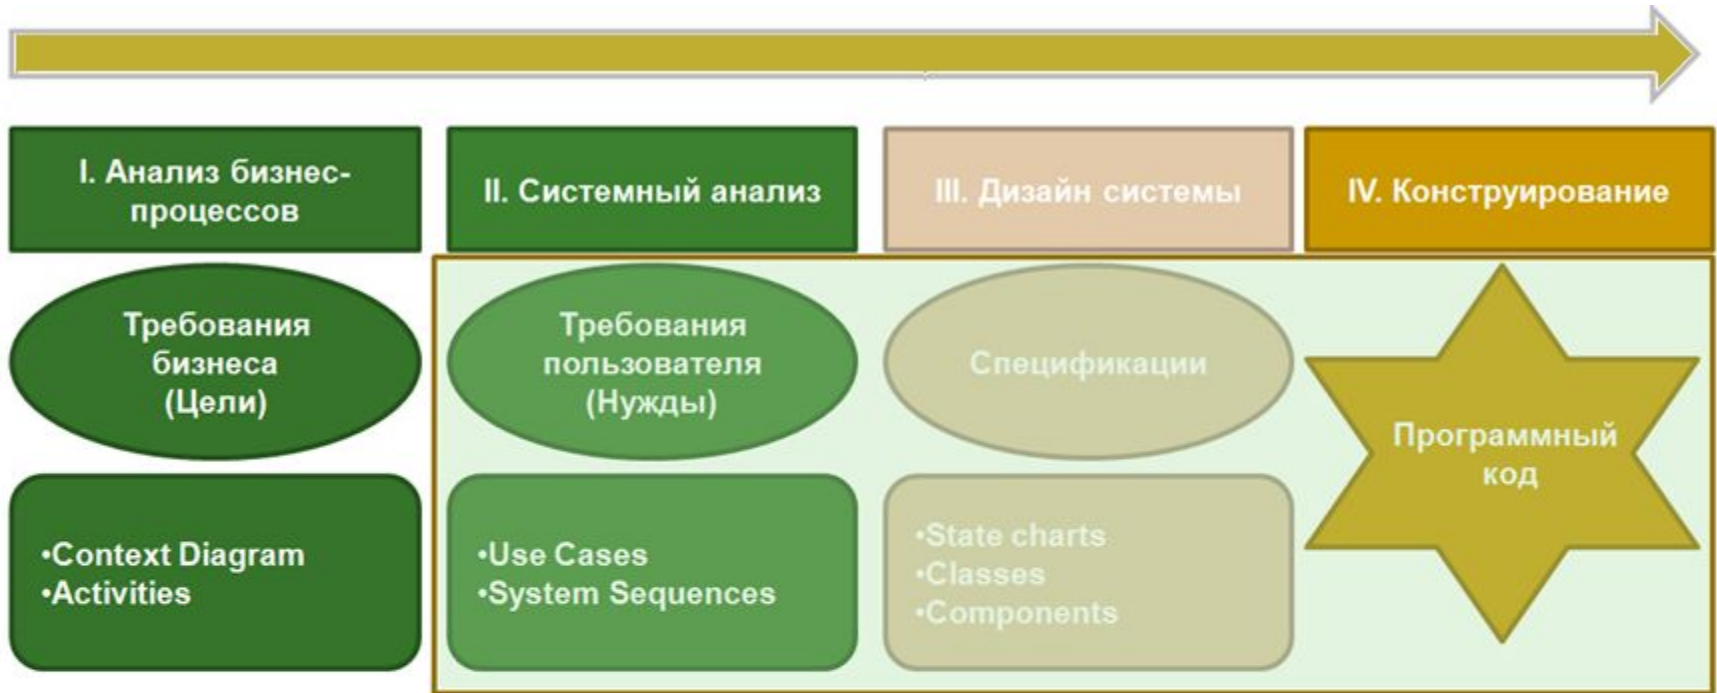 I. Анализ бизнес-
процессов
II. Системный анализ
III. Дизайн системы
IV. Конструирование
Требования
бизнеса
(Цели)
Требования
пользователя
(Нужды)
Спецификации
Программный
код
•Context Diagram
•Activities
•Use Cases
•System Sequences
•State charts
•Classes
•Components